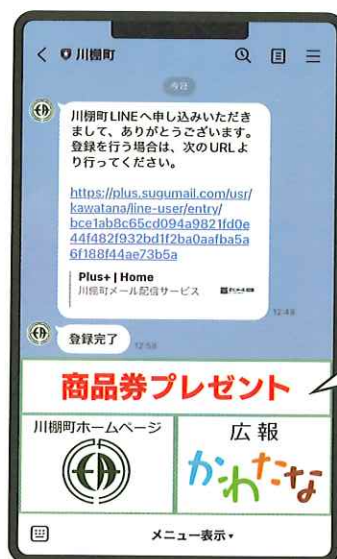 川棚町
今日
川棚町LINEへ申し込みいただき
まして、ありがとうございます。
登録を行う場合は、次のURLよ
り行ってください。
https://plus.sugumail.com/usr/
kawatana/line-user/entry/
bce1ab8c65cd094a9821fd0e
44f482f932bd1f2ba0aafba5a
6f188f44ae73b5a
Plus+ | Home
川棚町メール配信サービス
12:48
登録完了
12:58
商品券プレゼント
川棚町ホームページ
広報
かわたな
メニュー表示▾